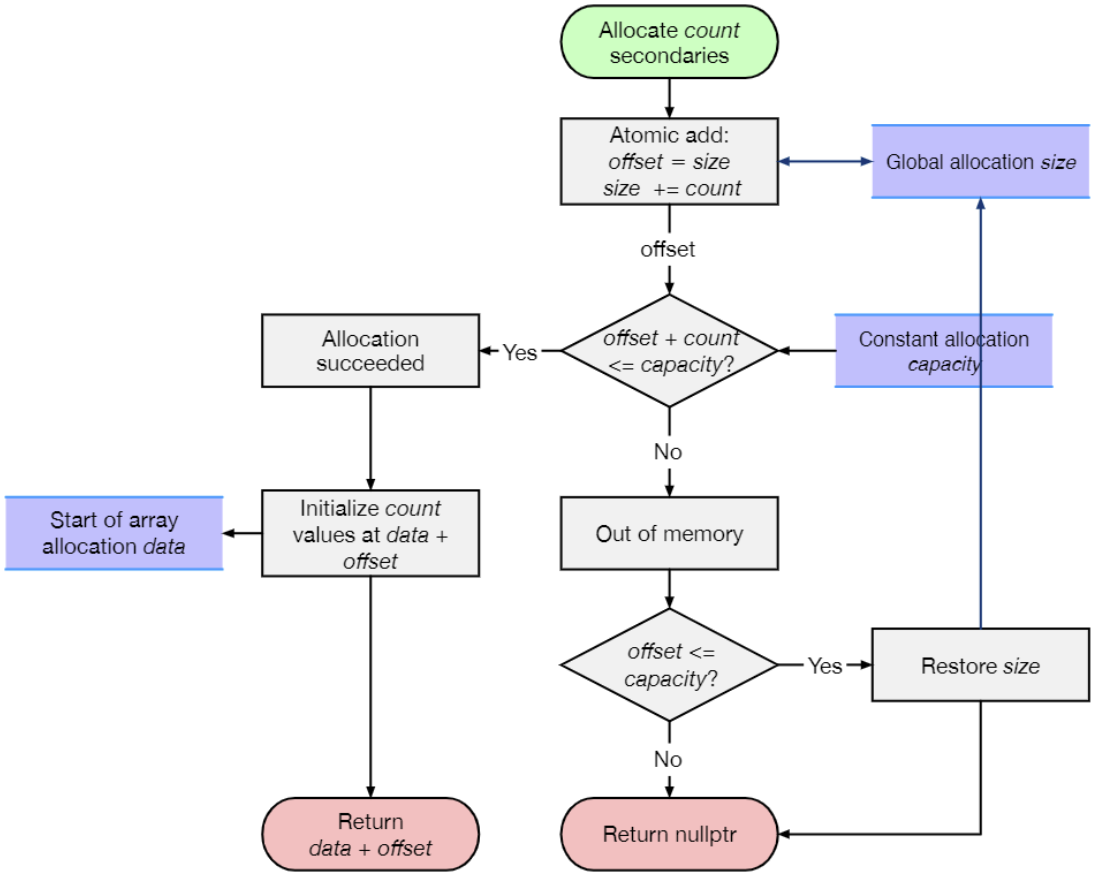 Allocate count
secondaries
Atomic add:
offset = size
size += count
Global allocation size
offset
Allocation
succeeded
Yes
offset + count
<= capacity?
Constant allocation
capacity
No
Start of array
allocation data
Initialize count
values at data +
offset
Out of memory
offset <=
capacity?
Yes
Restore size
No
Return
data + offset
Return nullptr